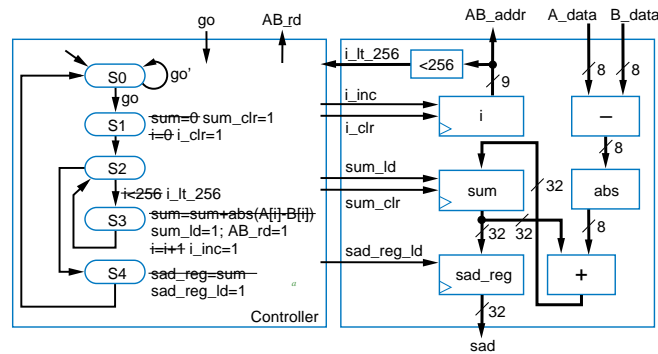 go
AB_rd
AB_addr
A_data
B_data
i_lt_256
<256
8
8
9
S0
go'
go
i_inc
i
–
S1
sum=0 sum_clr=1
i=0 i_clr=1
i_clr
8
S2
sum_ld
sum
32
abs
i<256 i_lt_256
sum_clr
S3
sum=sum+abs(A[i]-B[i])
sum_ld=1; AB_rd=1
32
32
8
i=i+1 i_inc=1
sad_reg_ld
S4
sad_reg=sum
sad_reg_ld=1
a
sad_reg
+
Controller
32
sad